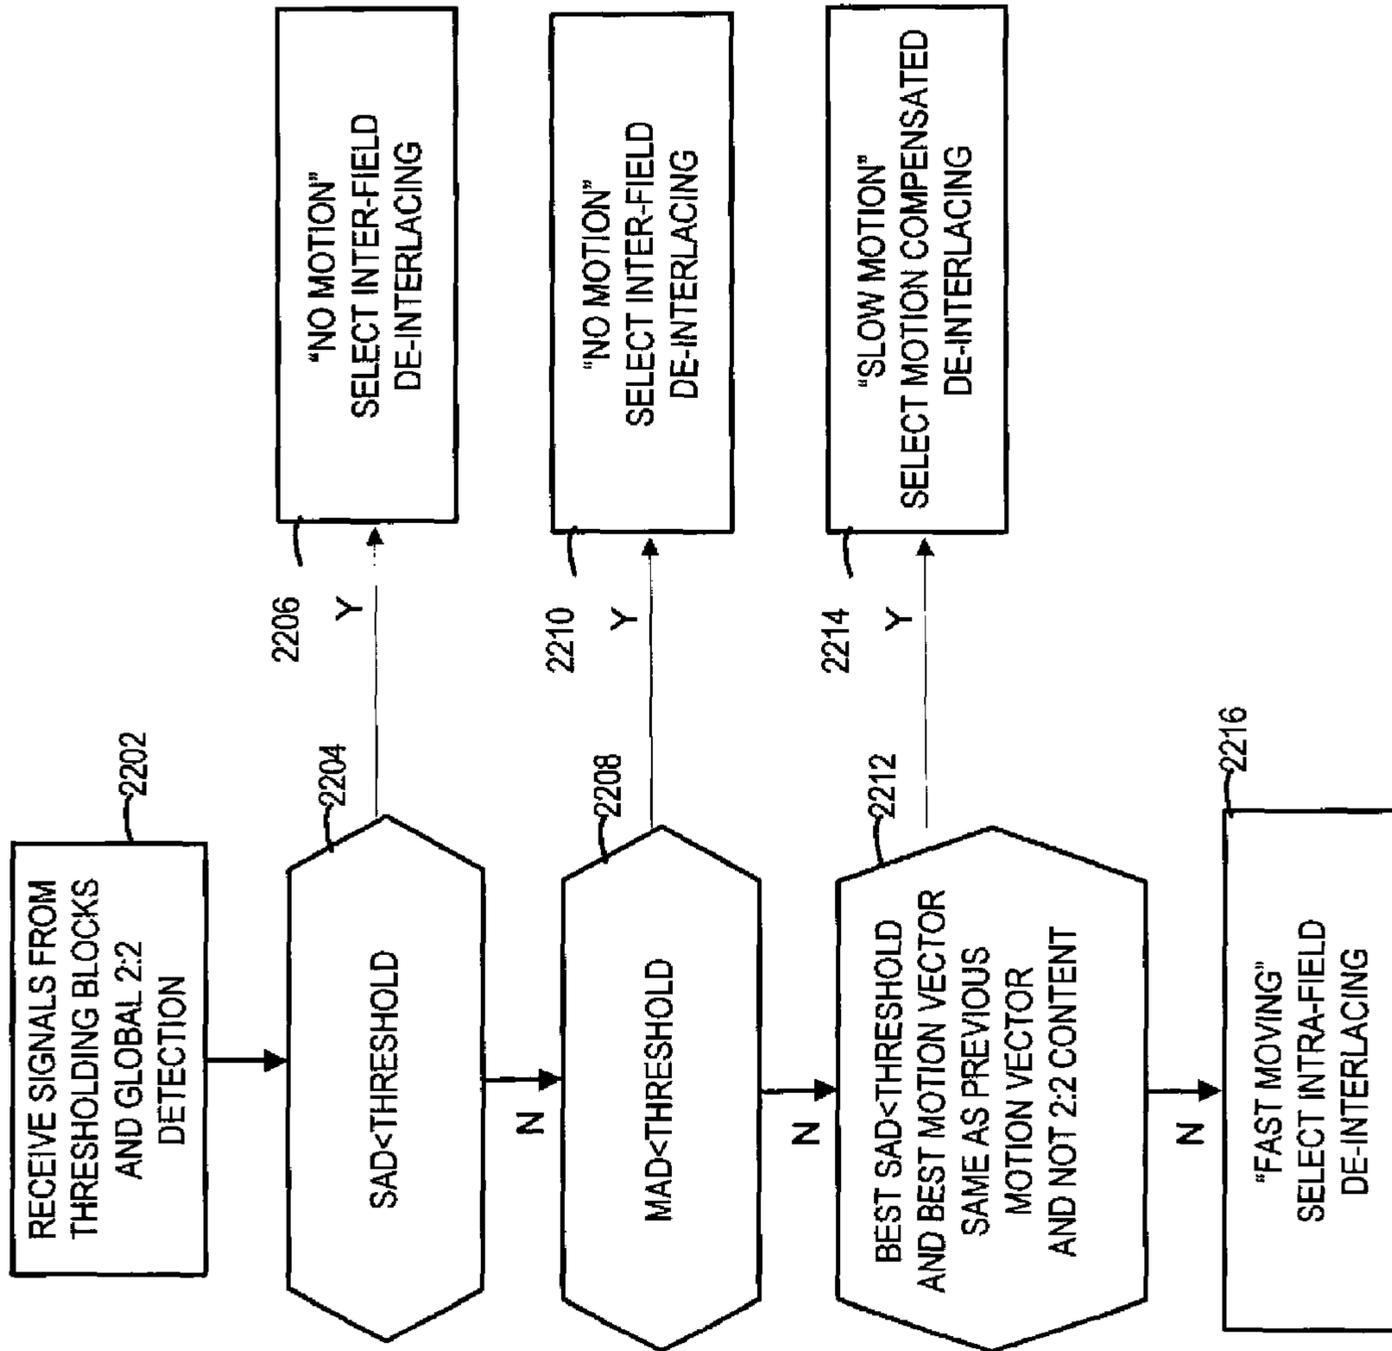 RECEIVE SIGNALS FROM
THRESHOLDING BLOCKS
AND GLOBAL 2:2
DETECTION
2202
SAD<THRESHOLD
2204
Y
2206
“NO MOTION”
SELECT INTER-FIELD
DE-INTERLACING
N
MAD<THRESHOLD
2208
Y
2210
“NO MOTION”
SELECT INTER-FIELD
DE-INTERLACING
N
BEST SAD<THRESHOLD
AND BEST MOTION VECTOR
SAME AS PREVIOUS
MOTION VECTOR
AND NOT 2:2 CONTENT
2212
Y
2214
“SLOW MOTION”
SELECT MOTION COMPENSATED
DE-INTERLACING
N
“FAST MOVING”
SELECT INTRA-FIELD
DE-INTERLACING
2216